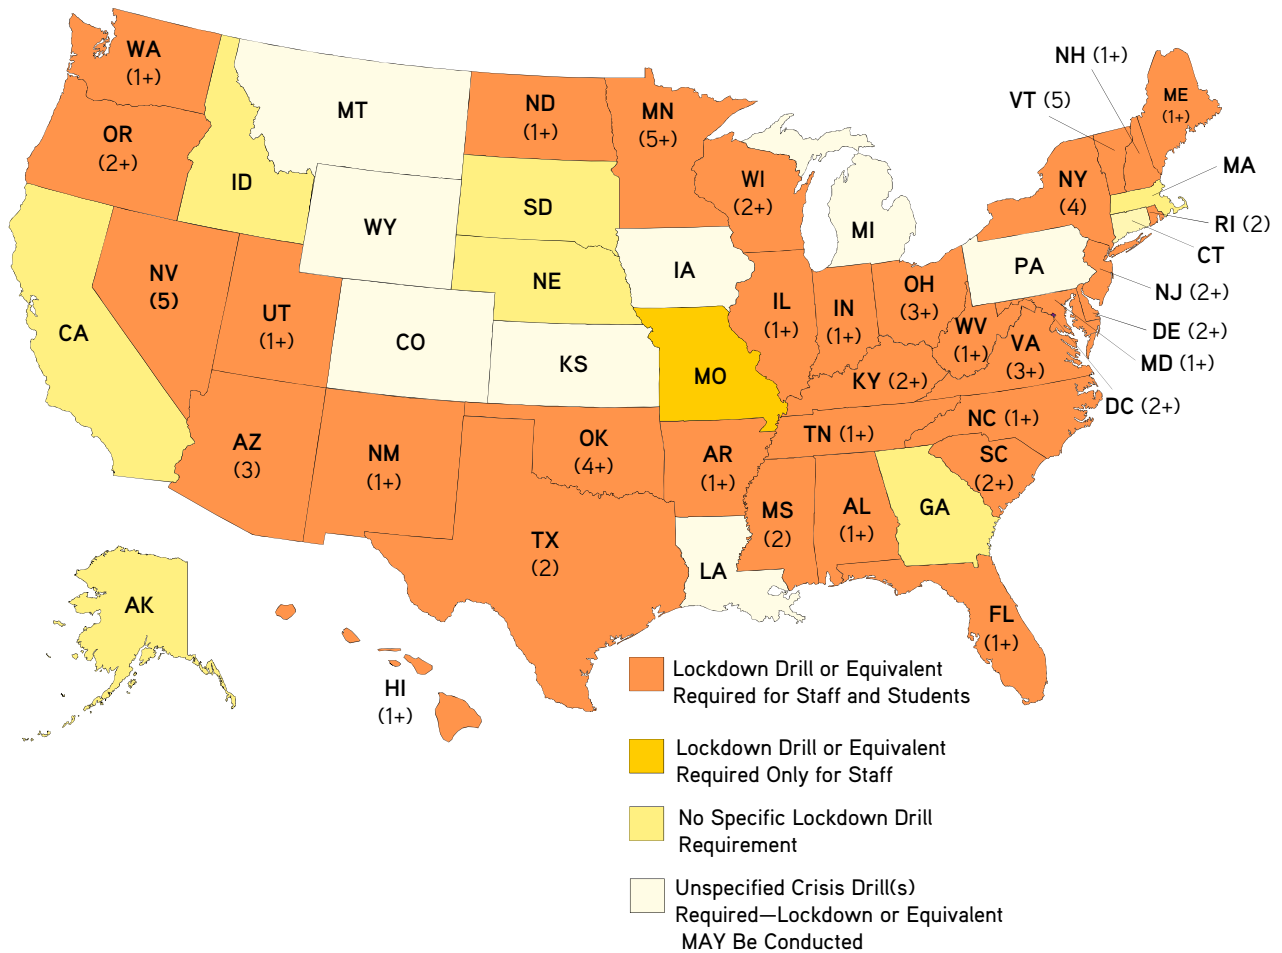 WA
(1+)
OR
(2+)
MT
ID
WY
ND
(1+)
SD
NE
MN
(5+)
WI
(2+)
MI
IA
NV
(5)
UT
(1+)
CA
CO
KS
MO
IL
(1+)
IN
(1+)
OH
(3+)
PA
NY
(4)
NH (1+)
VT (5)
ME
(1+)
MA
RI (2)
CT
NJ (2+)
DE (2+)
MD (1+)
DC (2+)
WV
(1+)
VA
(3+)
KY (2+)
NC (1+)
TN (1+)
SC
(2+)
AZ
(3)
NM
(1+)
OK
(4+)
AR
(1+)
TX
(2)
LA
MS
(2)
AL
(1+)
GA
FL
(1+)
AK
HI
(1+)
Lockdown Drill or Equivalent
Required for Staff and Students
Lockdown Drill or Equivalent
Required Only for Staff
No Specific Lockdown Drill
Requirement
Unspecified Crisis Drill(s)
Required—Lockdown or Equivalent
MAY Be Conducted